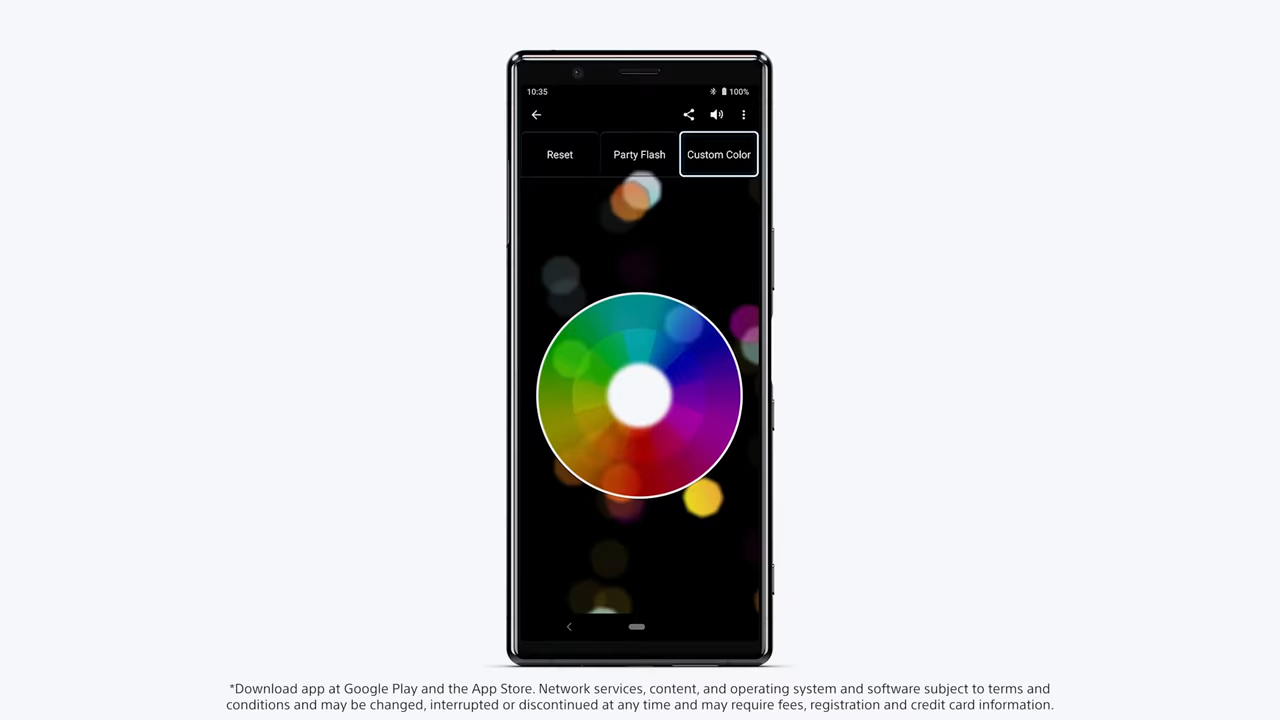 10:35
100%
Reset
Party Flash
Custom Color
*Download app at Google Play and the App Store. Network services, content, and operating system and software subject to terms and
conditions and may be changed, interrupted or discontinued at any time and may require fees, registration and credit card information.